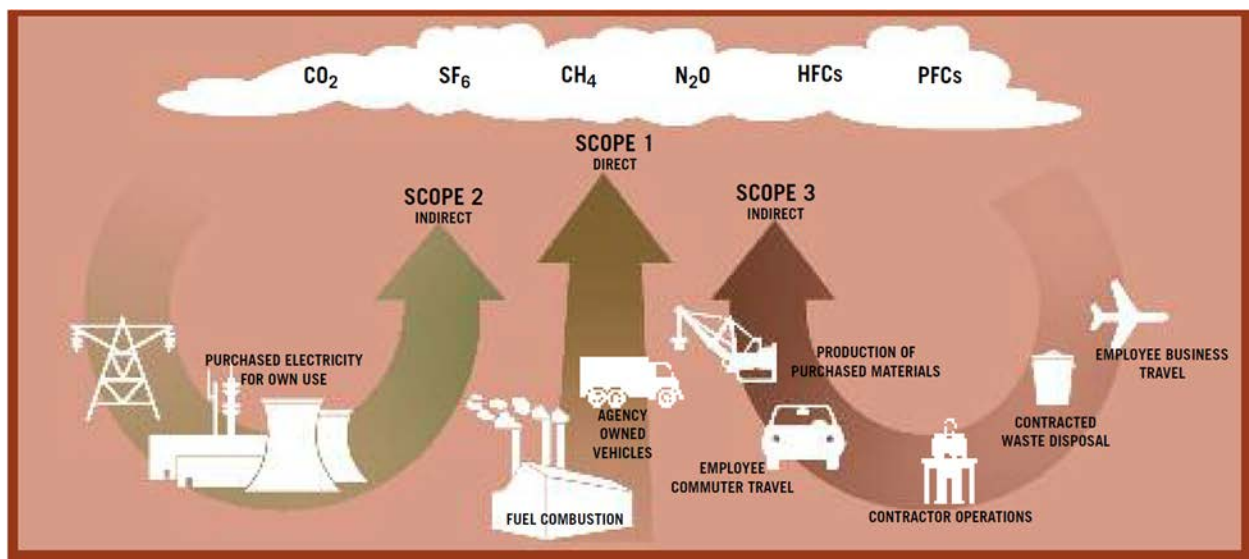 CO₂ SF₆ CH₄ N₂O HFCs PFCs
SCOPE 1
DIRECT
SCOPE 2
INDIRECT
SCOPE 3
INDIRECT
PURCHASED ELECTRICITY
FOR OWN USE
FUEL COMBUSTION
AGENCY
OWNED
VEHICLES
PRODUCTION OF
PURCHASED MATERIALS
EMPLOYEE
COMMUTER TRAVEL
CONTRACTOR OPERATIONS
CONTRACTED
WASTE DISPOSAL
EMPLOYEE BUSINESS
TRAVEL